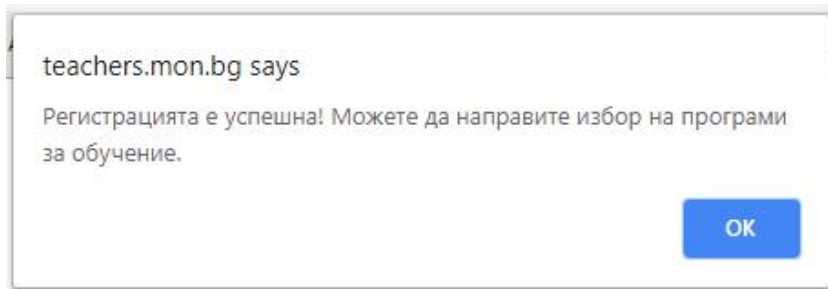 teachers.mon.bg says
Регистрацията е успешна! Можете да направите избор на програми
за обучение.
OK